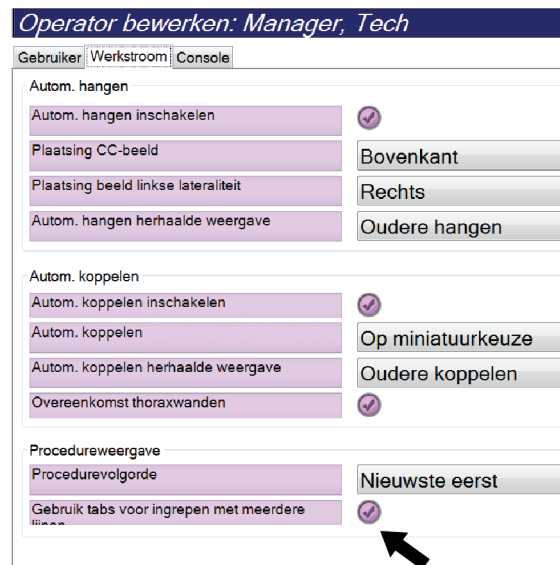 Operator bewerken: Manager, Tech
Gebruiker Werkstroom Console
Autom. hangen
Autom. hangen inschakelen
Plaatsing CC-beeld Bovenkant
Plaatsing beeld linkse lateraliteit Rechts
Autom. hangen herhaalde weergave Oudere hangen
Autom. koppelen
Autom. koppelen inschakelen
Autom. koppelen Op miniatuurkeuze
Autom. koppelen herhaalde weergave Oudere koppelen
Overeenkomst thoraxwanden
Procedureweergave
Procedurevolgorde Nieuwste eerst
Gebruik tabs voor ingrepen met meerdere